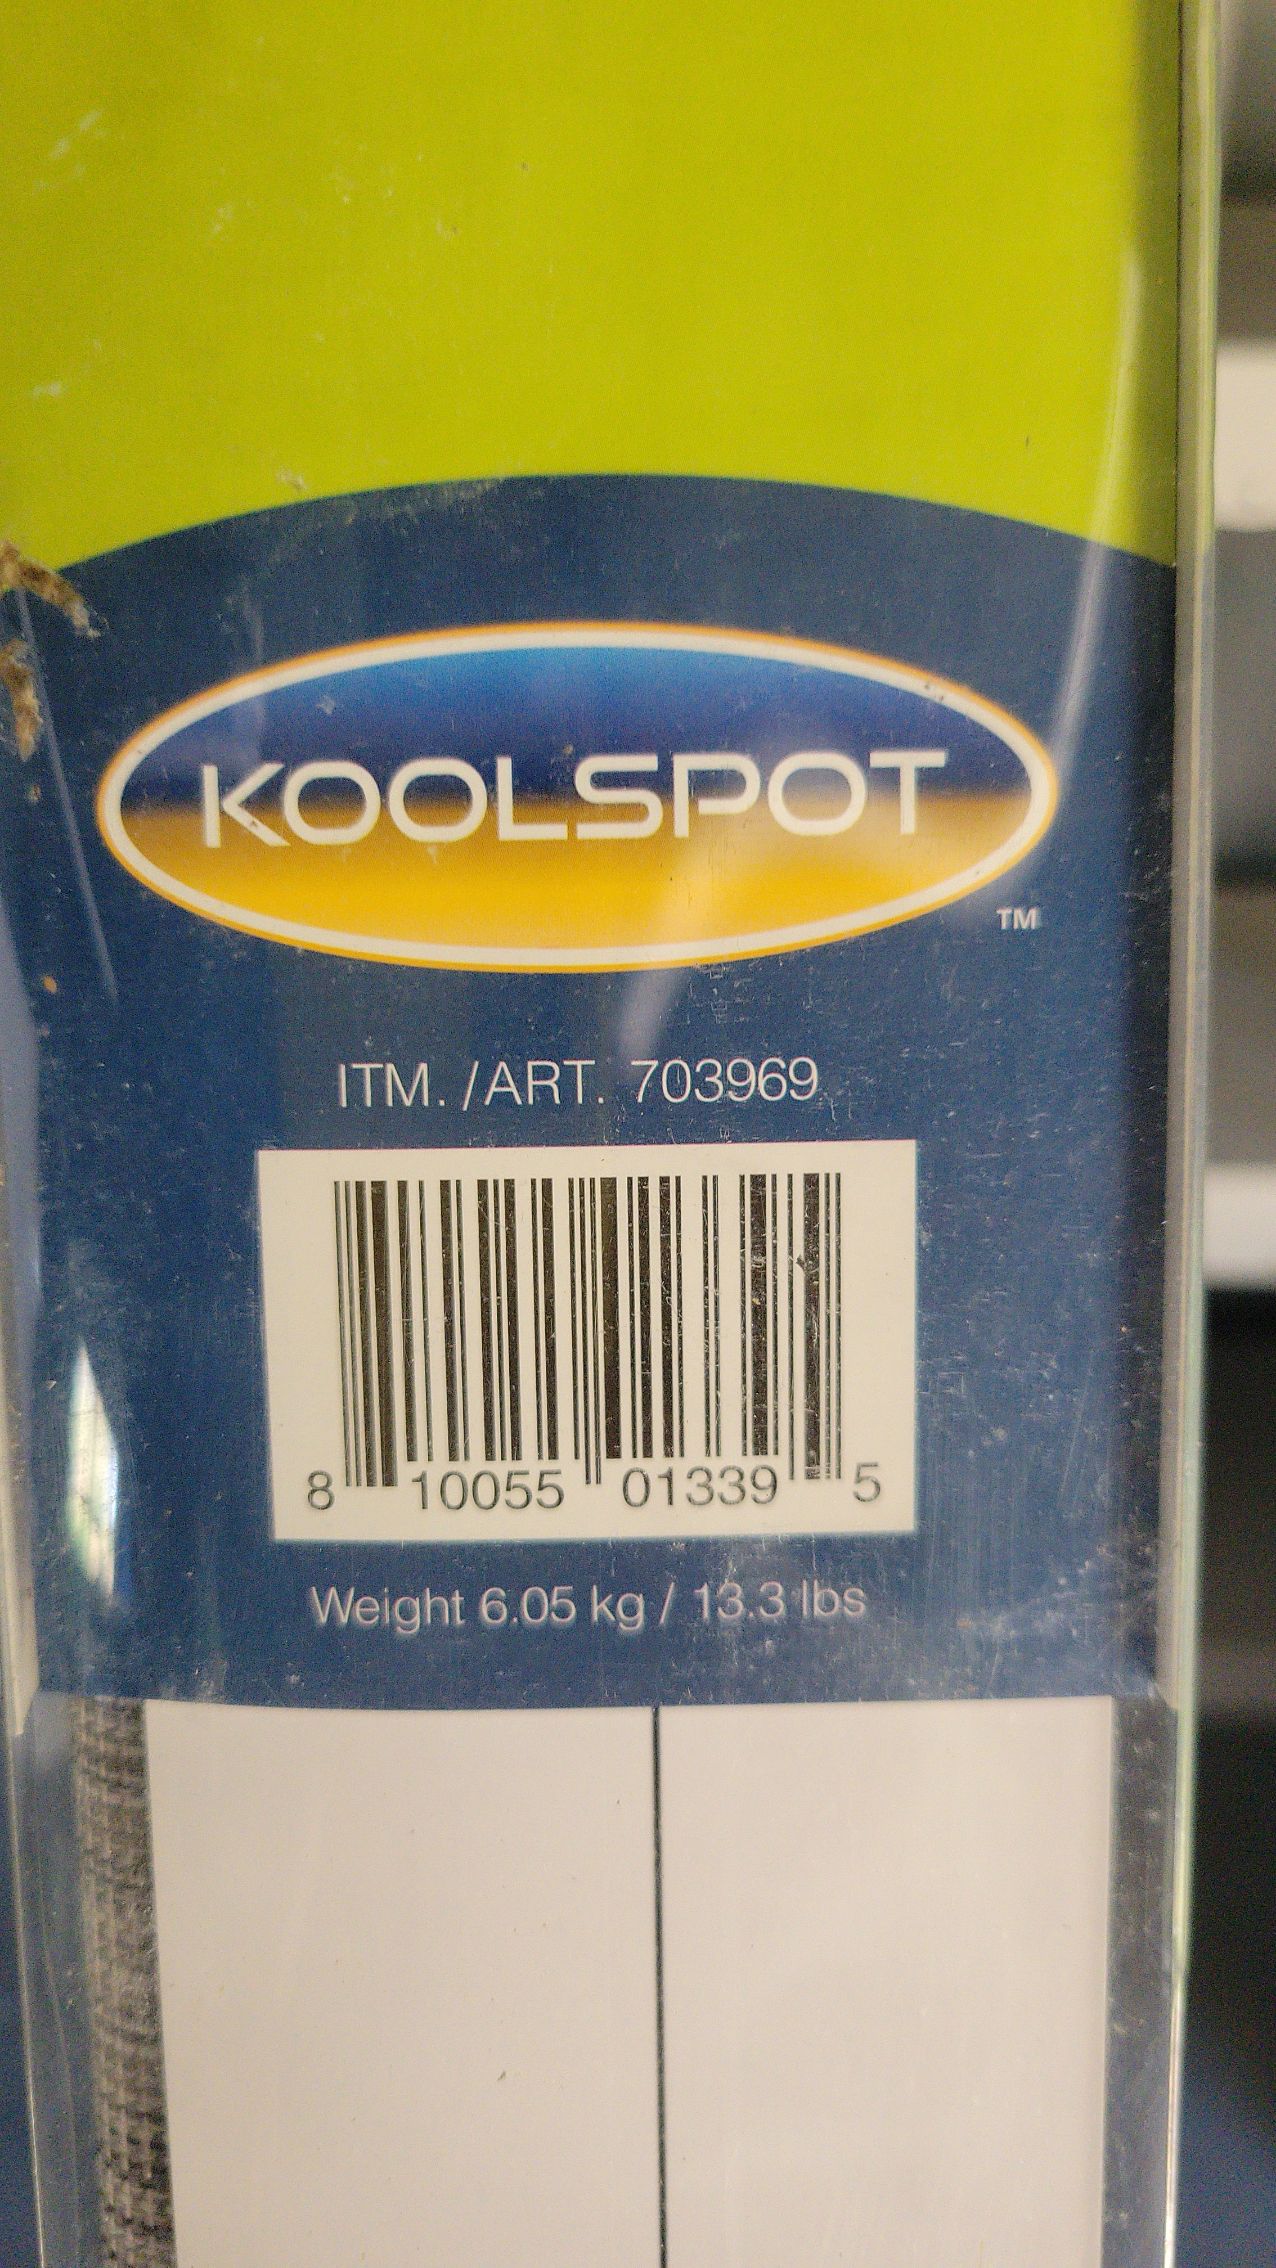 KOOLSPOT
TM
ITM. /ART. 703969
8 10055 01339 5
Weight 6.05 kg / 13.3 lbs